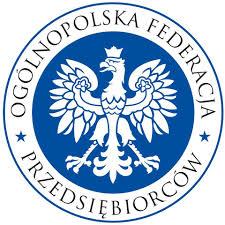 OGÓLNOPOLSKA FEDERACJA
PRZEDSIĘBIORCÓW